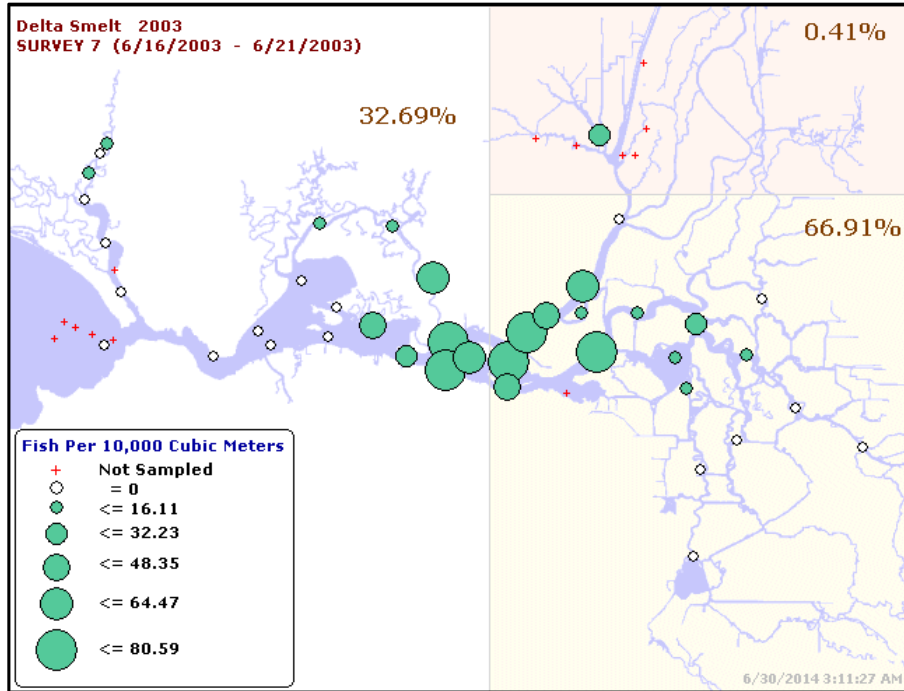 Delta Smelt 2003
SURVEY 7 (6/16/2003 - 6/21/2003)
0.41%
32.69%
66.91%
Fish Per 10,000 Cubic Meters
Not Sampled
= 0
<= 16.11
<= 32.23
<= 48.35
<= 64.47
<= 80.59
6/30/2014 3:11:27 AM